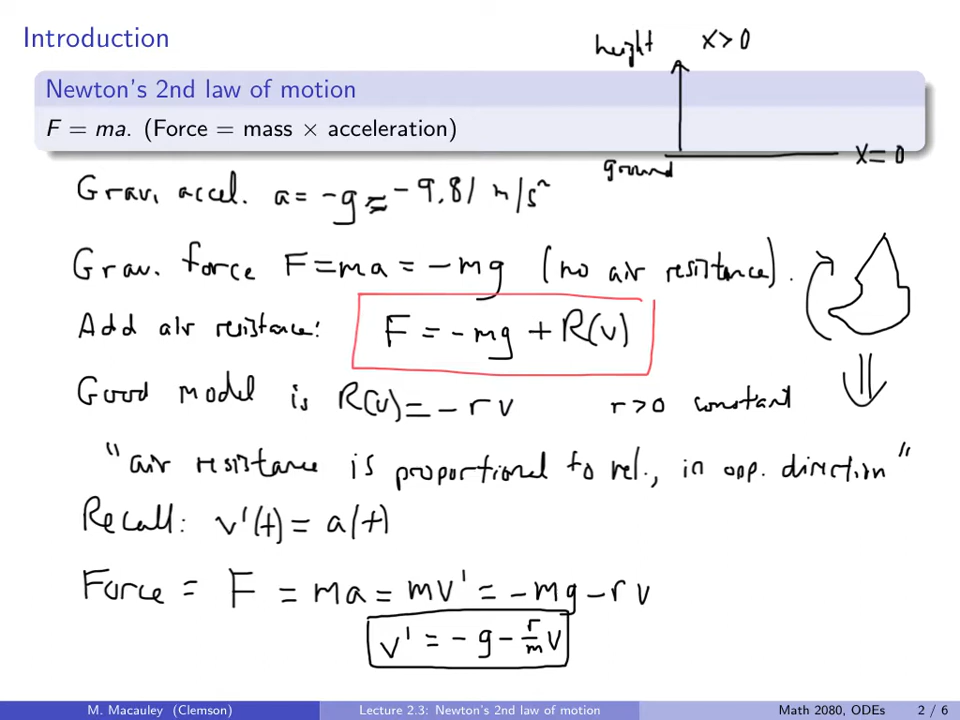 Introduction
height x>0
Newton's 2nd law of motion
F = ma. (Force = mass × acceleration)
ground x=0
Grav. accel. a= -g ≈ -9.81 m/s²
Grav. force F=ma = -mg (no air resistance).
Add air resistance: F = -mg + R(v)
Good model is R(v)= -rv r>0 constant
"air resistance is proportional to vel., in opp. direction"
Recall: v'(t) = a(t)
Force = F = ma = mv' = -mg - rv
v' = -g - r/m v
M. Macauley (Clemson) Lecture 2.3: Newton's 2nd law of motion Math 2080, ODEs 2 / 6